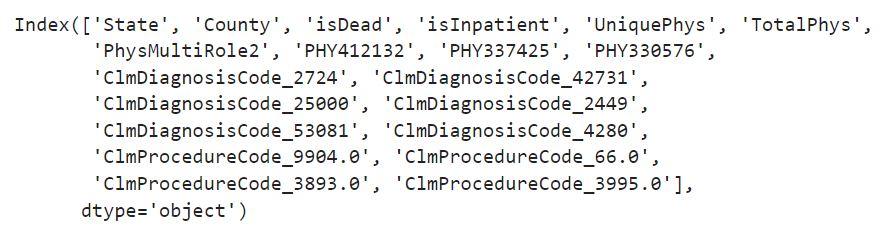 Index(['State', 'County', 'isDead', 'isInpatient', 'UniquePhys', 'TotalPhys',
'PhysMultiRole2', 'PHY412132', 'PHY337425', 'PHY330576',
'ClmDiagnosisCode_2724', 'ClmDiagnosisCode_42731',
'ClmDiagnosisCode_25000', 'ClmDiagnosisCode_2449',
'ClmDiagnosisCode_53081', 'ClmDiagnosisCode_4280',
'ClmProcedureCode_9904.0', 'ClmProcedureCode_66.0',
'ClmProcedureCode_3893.0', 'ClmProcedureCode_3995.0'],
dtype='object')